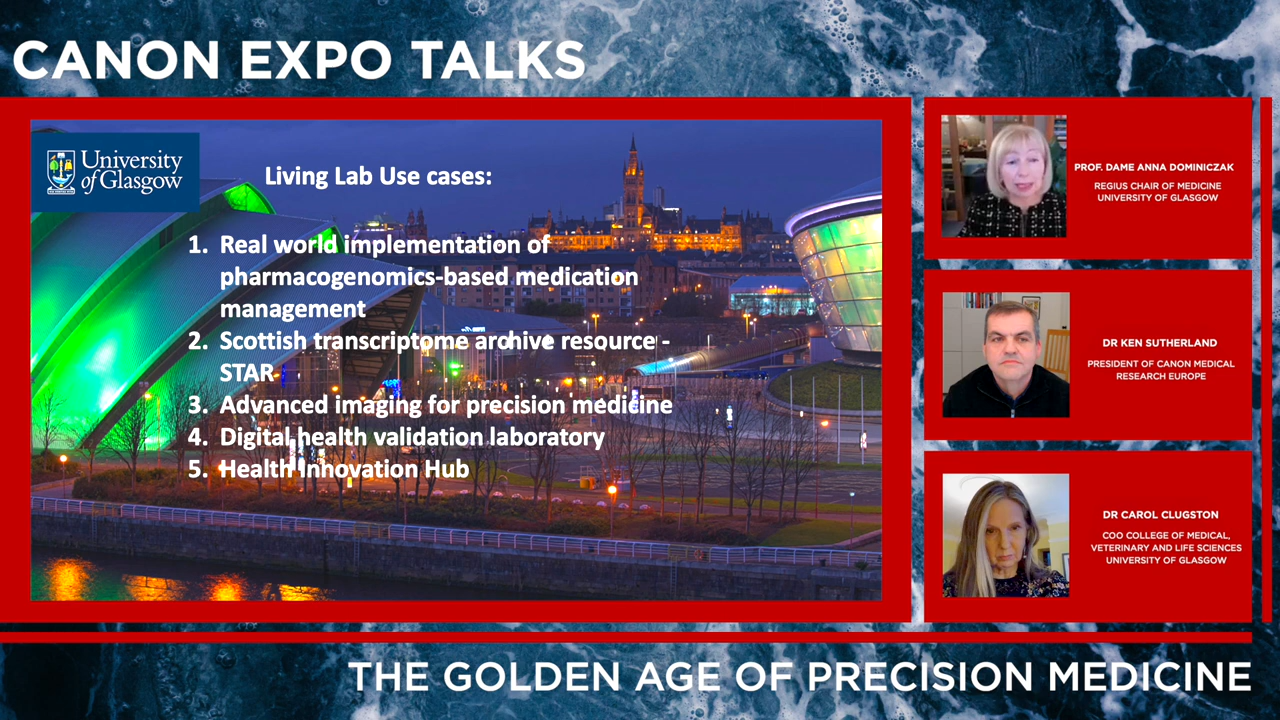 CANON EXPO TALKS
University
of Glasgow
Living Lab Use cases:
1. Real world implementation of
pharmacogenomics-based medication
management
2. Scottish transcriptome archive resource -
STAR
3. Advanced imaging for precision medicine
4. Digital health validation laboratory
5. Health Innovation Hub
PROF. DAME ANNA DOMINICZAK
REGIUS CHAIR OF MEDICINE
UNIVERSITY OF GLASGOW
DR KEN SUTHERLAND
PRESIDENT OF CANON MEDICAL
RESEARCH EUROPE
DR CAROL CLUGSTON
COO COLLEGE OF MEDICAL,
VETERINARY AND LIFE SCIENCES
UNIVERSITY OF GLASGOW
THE GOLDEN AGE OF PRECISION MEDICINE